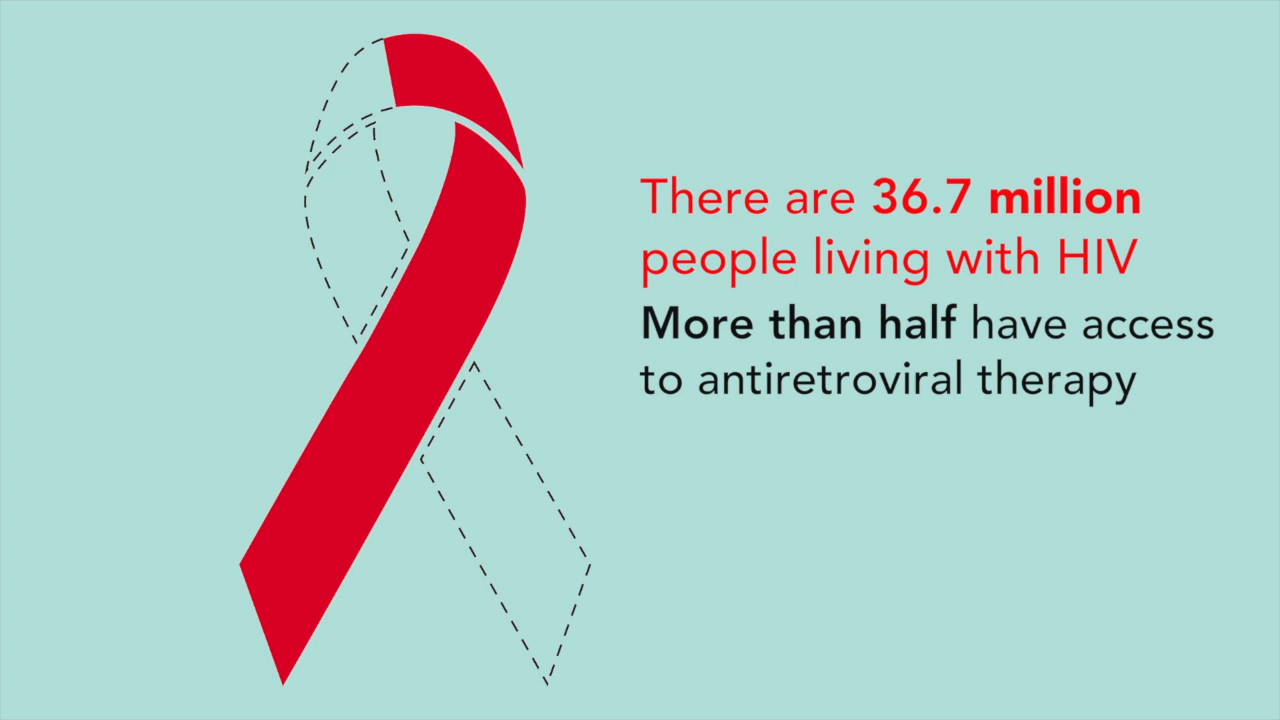 There are 36.7 million
people living with HIV
More than half have access
to antiretroviral therapy